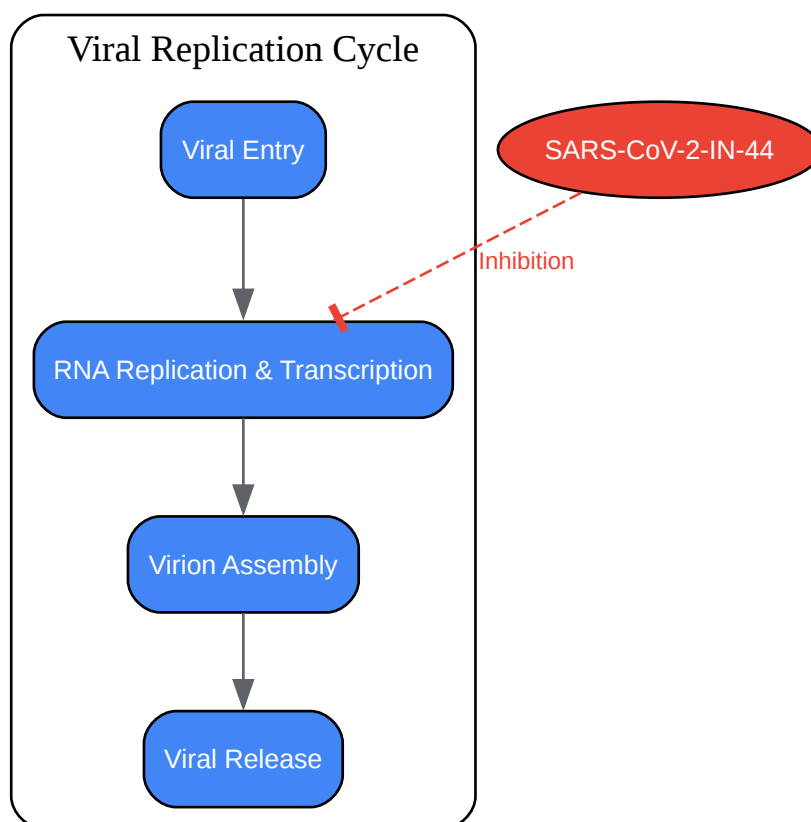 Viral Replication Cycle
Viral Entry
SARS-CoV-2-IN-44
Inhibition
RNA Replication & Transcription
Virion Assembly
Viral Release